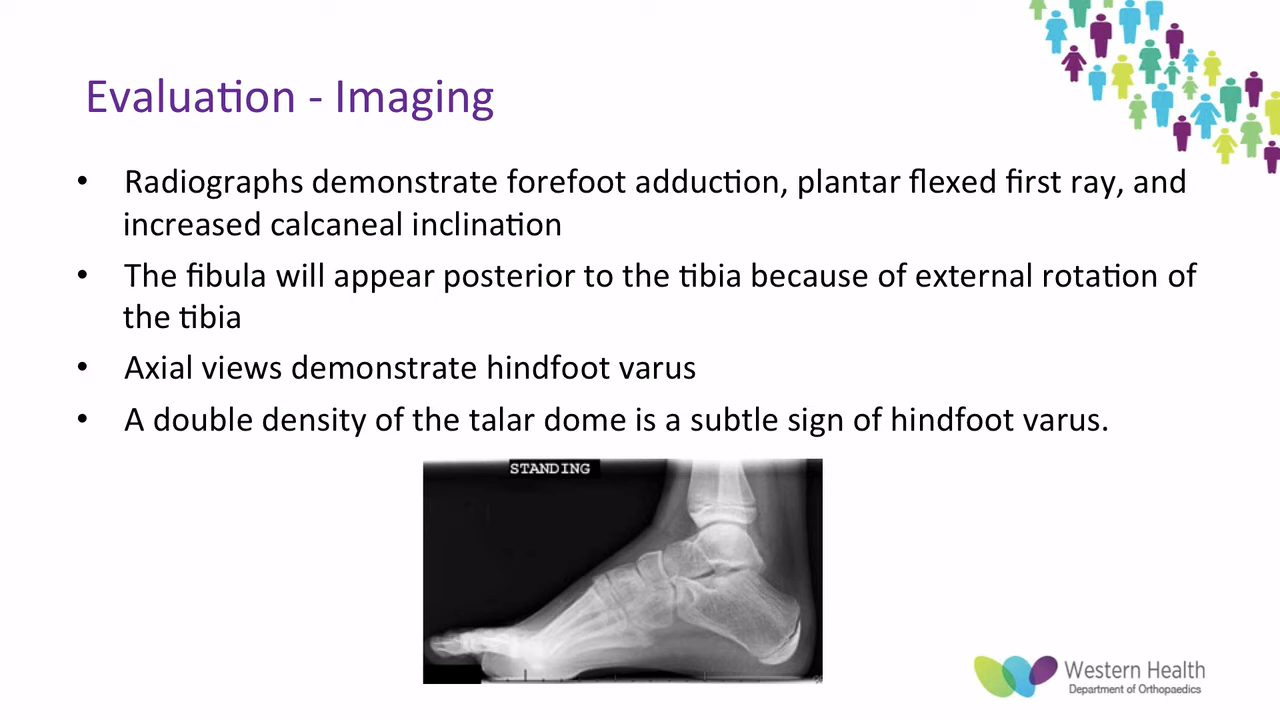 Evaluation - Imaging
• Radiographs demonstrate forefoot adduction, plantar flexed first ray, and
increased calcaneal inclination
• The fibula will appear posterior to the tibia because of external rotation of
the tibia
• Axial views demonstrate hindfoot varus
• A double density of the talar dome is a subtle sign of hindfoot varus.
STANDING
Western Health
Department of Orthopaedics